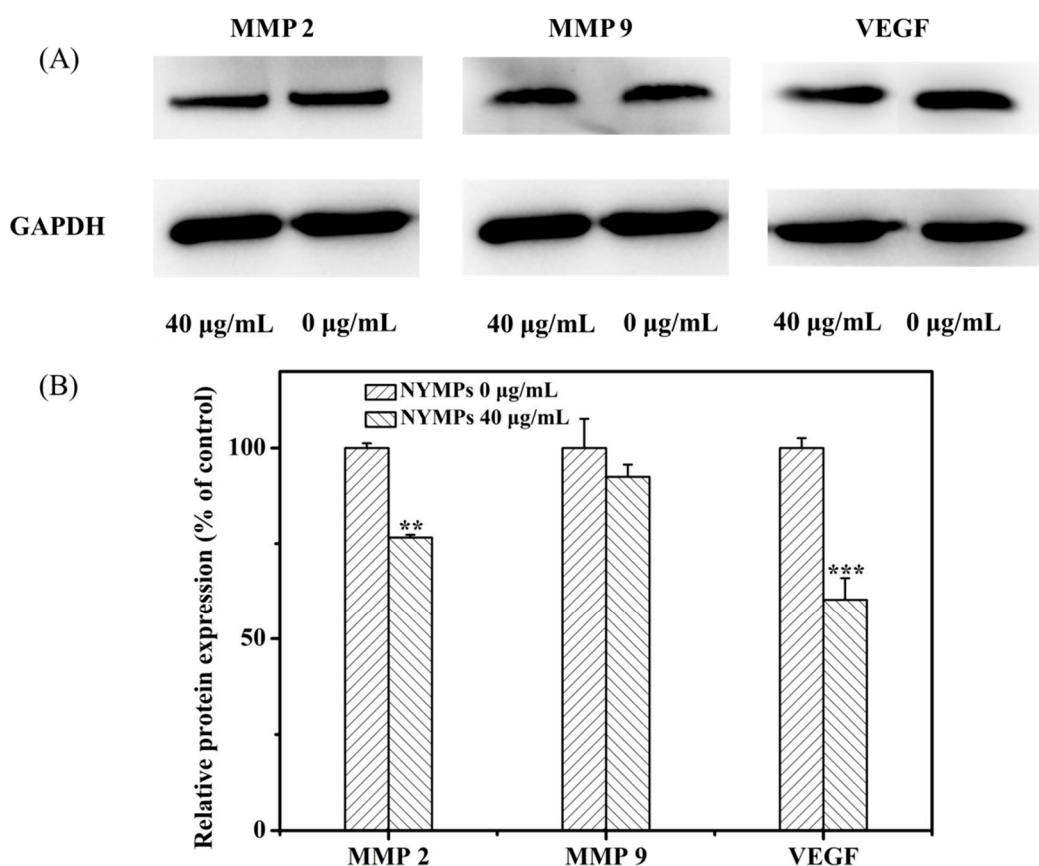 MMP 2 MMP 9 VEGF
(A)
GAPDH
40 μg/mL 0 μg/mL 40 μg/mL 0 μg/mL 40 μg/mL 0 μg/mL
(B)
Relative protein expression (% of control)
NYMPs 0 μg/mL
NYMPs 40 μg/mL
100
50
0
**
***
MMP 2 MMP 9 VEGF